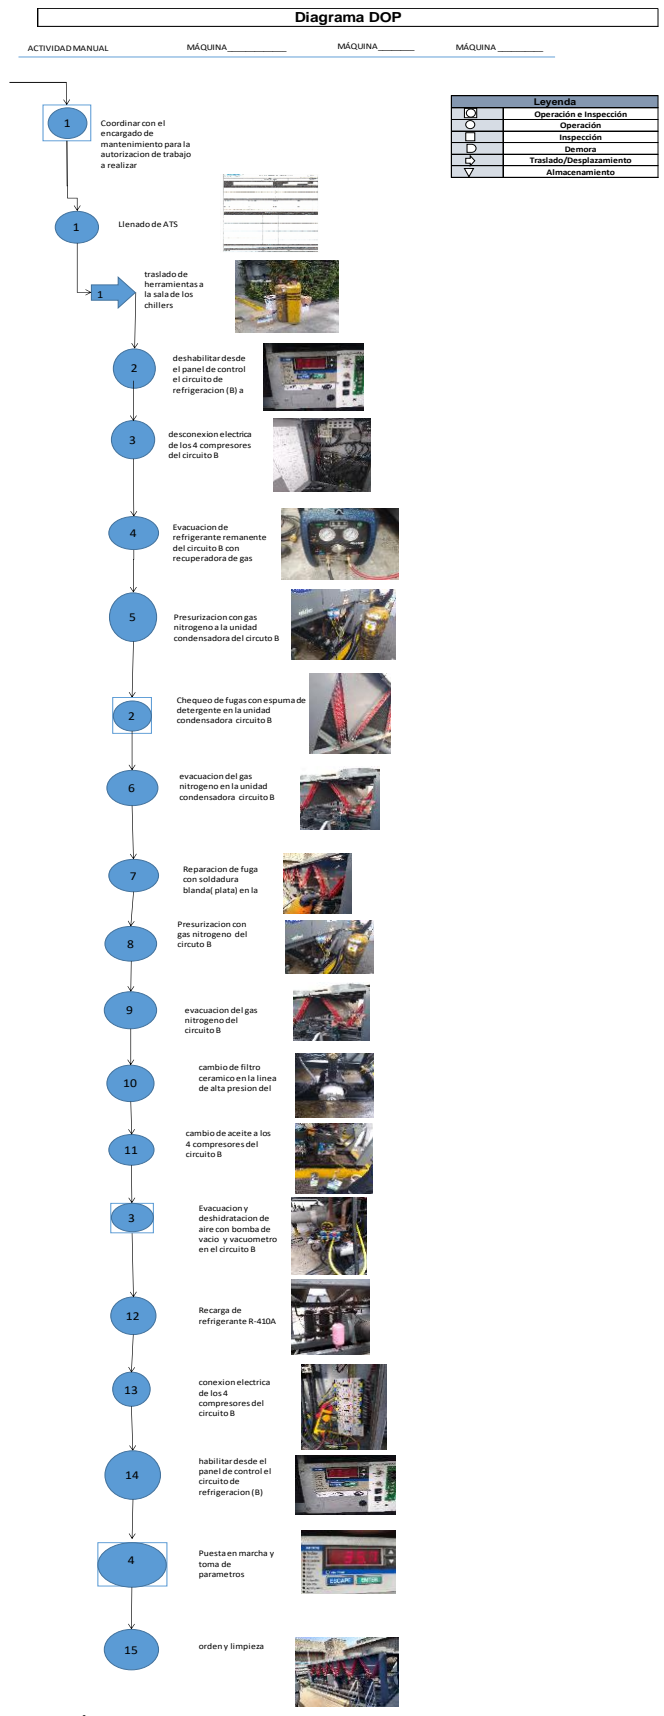 Diagrama DOP
ACTIVIDAD MANUAL MÁQUINA____________ MÁQUINA_______ MÁQUINA _________
Leyenda
Operación e Inspección
Operación
Inspección
Demora
Traslado/Desplazamiento
Almacenamiento
1
Coordinar con el
encargado de
mantenimiento para la
autorizacion de trabajo
a realizar
1
Llenado de ATS
1
traslado de
herramientas a
la sala de los
chillers
2
deshabilitar desde
el panel de control
el circuito de
refrigeracion (B) a
3
desconexion electrica
de los 4 compresores
del circuito B
4
Evacuacion de
refrigerante remanente
del circuito B con
recuperadora de gas
5
Presurizacion con gas
nitrogeno a la unidad
condensadora del circuto B
2
Chequeo de fugas con espuma de
detergente en la unidad
condensadora circuito B
6
evacuacion del gas
nitrogeno en la unidad
condensadora circuito B
7
Reparacion de fuga
con soldadura
blanda( plata) en la
8
Presurizacion con
gas nitrogeno del
circuto B
9
evacuacion del gas
nitrogeno del
circuito B
10
cambio de filtro
ceramico en la linea
de alta presion del
11
cambio de aceite a los
4 compresores del
circuito B
3
Evacuacion y
deshidratacion de
aire con bomba de
vacio y vacuometro
en el circuito B
12
Recarga de
refrigerante R-410A
13
conexion electrica
de los 4
compresores del
circuito B
14
habilitar desde el
panel de control el
circuito de
refrigeracion (B)
4
Puesta en marcha y
toma de
parametros
ESCAPE ENTER
15
orden y limpieza